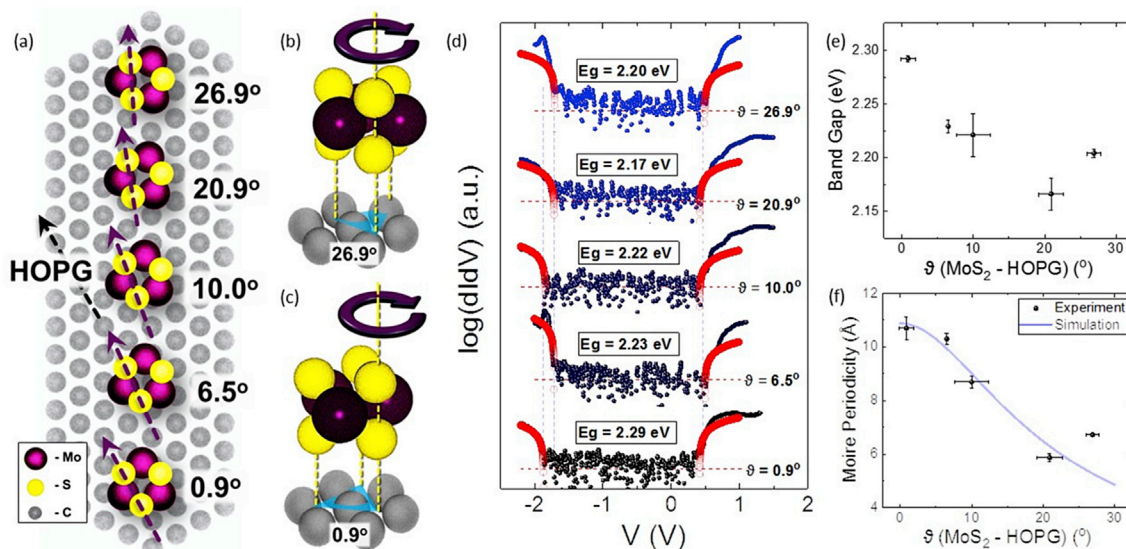 (a)
26.9°
20.9°
HOPG
10.0°
6.5°
0.9°
- Mo
- S
- C
(b)
26.9°
(c)
0.9°
(d)
log(dIdV) (a.u.)
Eg = 2.20 eV
ϑ = 26.9°
Eg = 2.17 eV
ϑ = 20.9°
Eg = 2.22 eV
ϑ = 10.0°
Eg = 2.23 eV
ϑ = 6.5°
Eg = 2.29 eV
ϑ = 0.9°
-2 -1 0 1 2
V (V)
(e)
Band Gap (eV)
2.30
2.25
2.20
2.15
0 10 20 30
ϑ (MoS₂ - HOPG) (°)
(f)
Moire Periodicity (Å)
12
10
8
6
4
Experiment
Simulation
0 10 20 30
ϑ (MoS₂ - HOPG) (°)